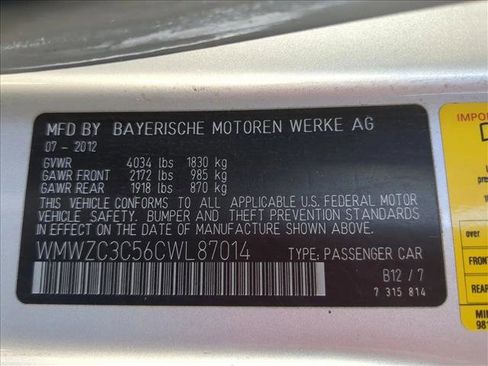 MFD BY BAYERISCHE MOTOREN WERKE AG
07 - 2012
GVWR 4034 lbs 1830 kg
GAWR FRONT 2172 lbs 985 kg
GAWR REAR 1918 lbs 870 kg
THIS VEHICLE CONFORMS TO ALL APPLICABLE U.S. FEDERAL MOTOR
VEHICLE SAFETY. BUMPER AND THEFT PREVENTION STANDARDS
IN EFFECT ON THE DATE OF MANUFACTURE SHOWN ABOVE.
WMWZC3C56CWL87014 TYPE: PASSENGER CAR
B12 / 7
7 315 814
over
FRONT
REAR